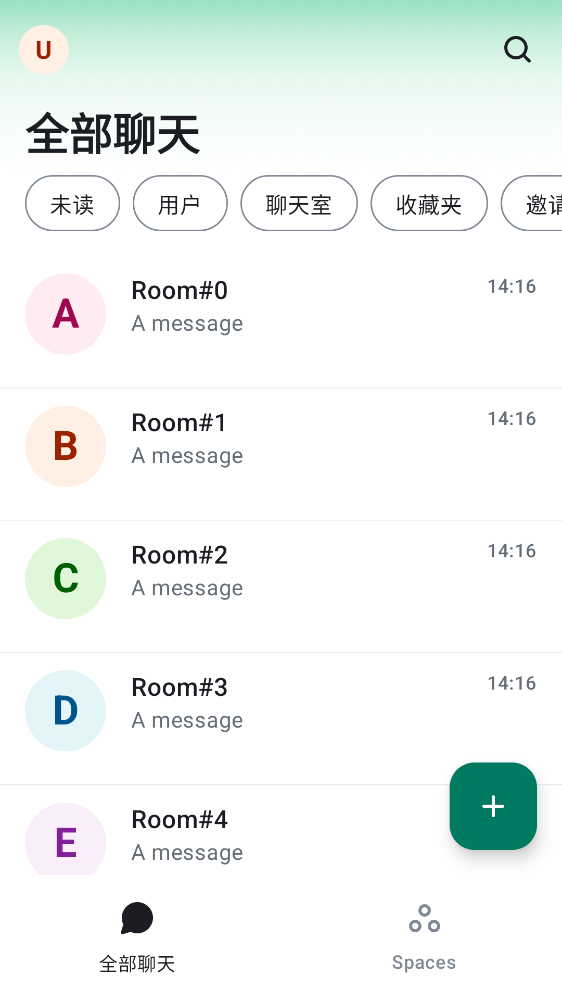 U
全部聊天
未读
用户
聊天室
收藏夹
邀请
A
Room#0
14:16
A message
B
Room#1
14:16
A message
C
Room#2
14:16
A message
D
Room#3
14:16
A message
E
Room#4
A message
全部聊天
Spaces